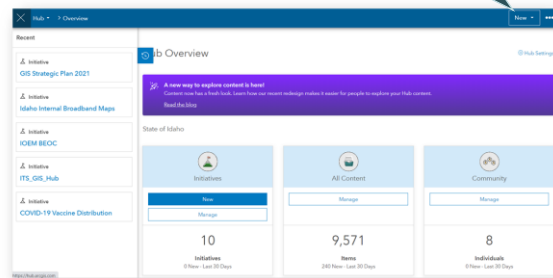 Hub > Overview
New
Recent
Initiative
GIS Strategic Plan 2021
Initiative
Idaho Internal Broadband Maps
Initiative
IOEM BEOC
Initiative
ITS_GIS_Hub
Initiative
COVID-19 Vaccine Distribution
https://hub.arcgis.com
b Overview
Hub Settings
A new way to explore content is here!
Content now has a fresh look. Learn how our recent redesign makes it easier for people to explore your Hub content.
Read the blog
State of Idaho
Initiatives
New
Manage
10
Initiatives
0 New - Last 30 Days
All Content
Manage
9,571
Items
240 New - Last 30 Days
Community
Manage
8
Individuals
0 New - Last 30 Days